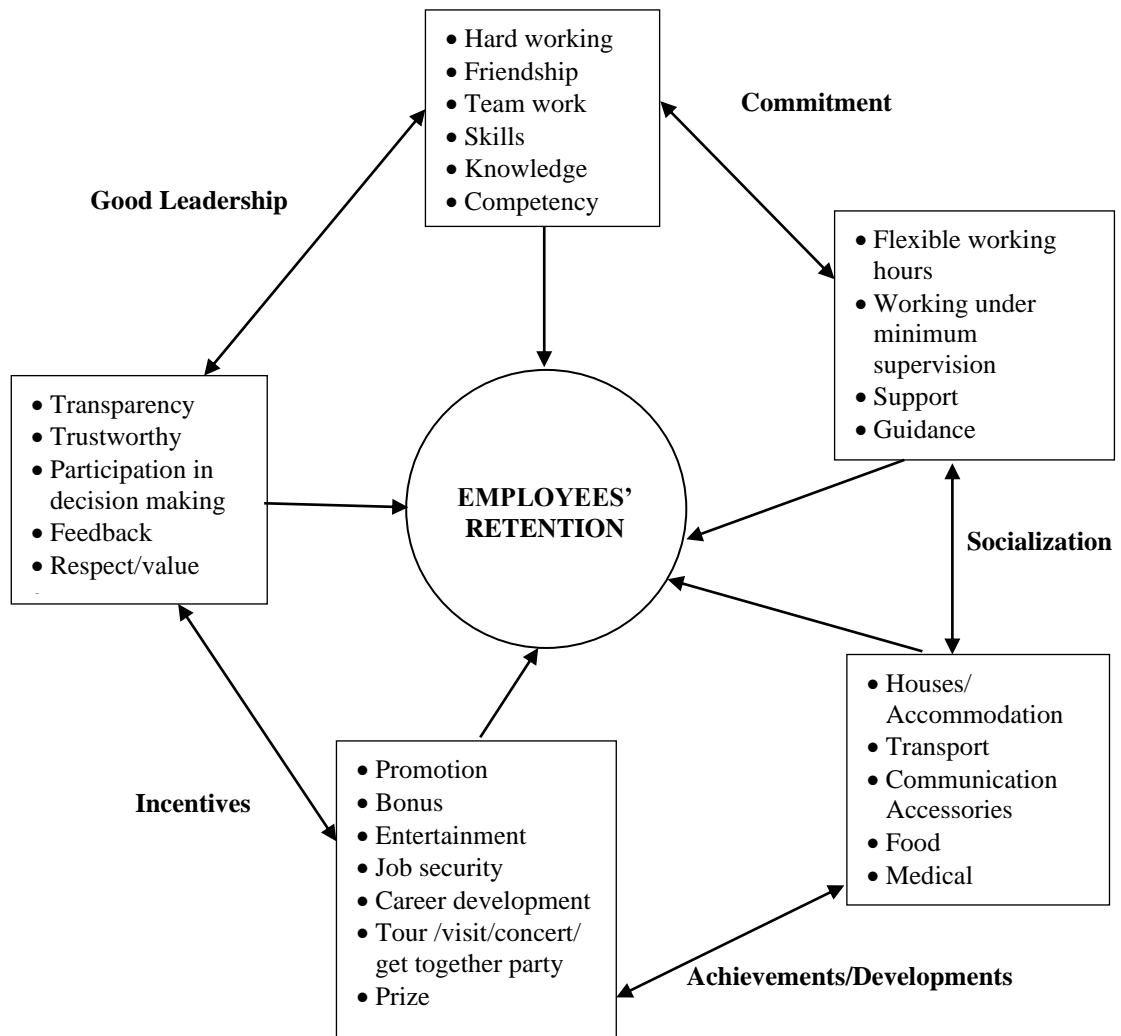 • Hard working
• Friendship
• Team work
• Skills
• Knowledge
• Competency
Commitment
Good Leadership
• Flexible working
hours
• Working under
minimum
supervision
• Support
• Guidance
• Transparency
• Trustworthy
• Participation in
decision making
• Feedback
• Respect/value
EMPLOYEES’
RETENTION
Socialization
• Houses/
Accommodation
• Transport
• Communication
Accessories
• Food
• Medical
Incentives
• Promotion
• Bonus
• Entertainment
• Job security
• Career development
• Tour /visit/concert/
get together party
• Prize
Achievements/Developments